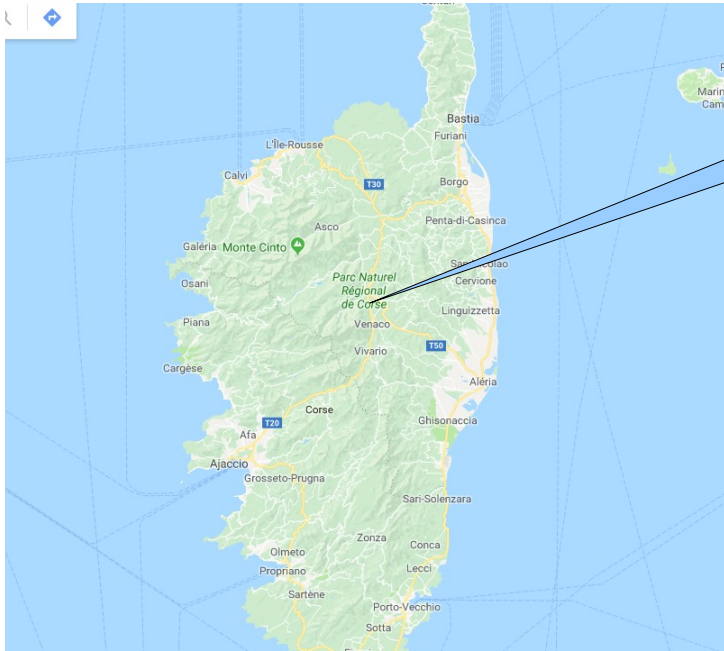 Bastia
Furiani
L'Île-Rousse
Calvi
T30
Borgo
Asco
Penta-di-Casinca
Galéria
Monte Cinto
Osani
Parc Naturel
Régional
de Corse
Cervione
Piana
Linguizzetta
Venaco
T50
Vivario
Cargèse
Aléria
Corse
T20
Ghisonaccia
Afa
Ajaccio
Grosseto-Prugna
Sari-Solenzara
Zonza
Conca
Olmeto
Lecci
Propriano
Sartène
Porto-Vecchio
Sotta